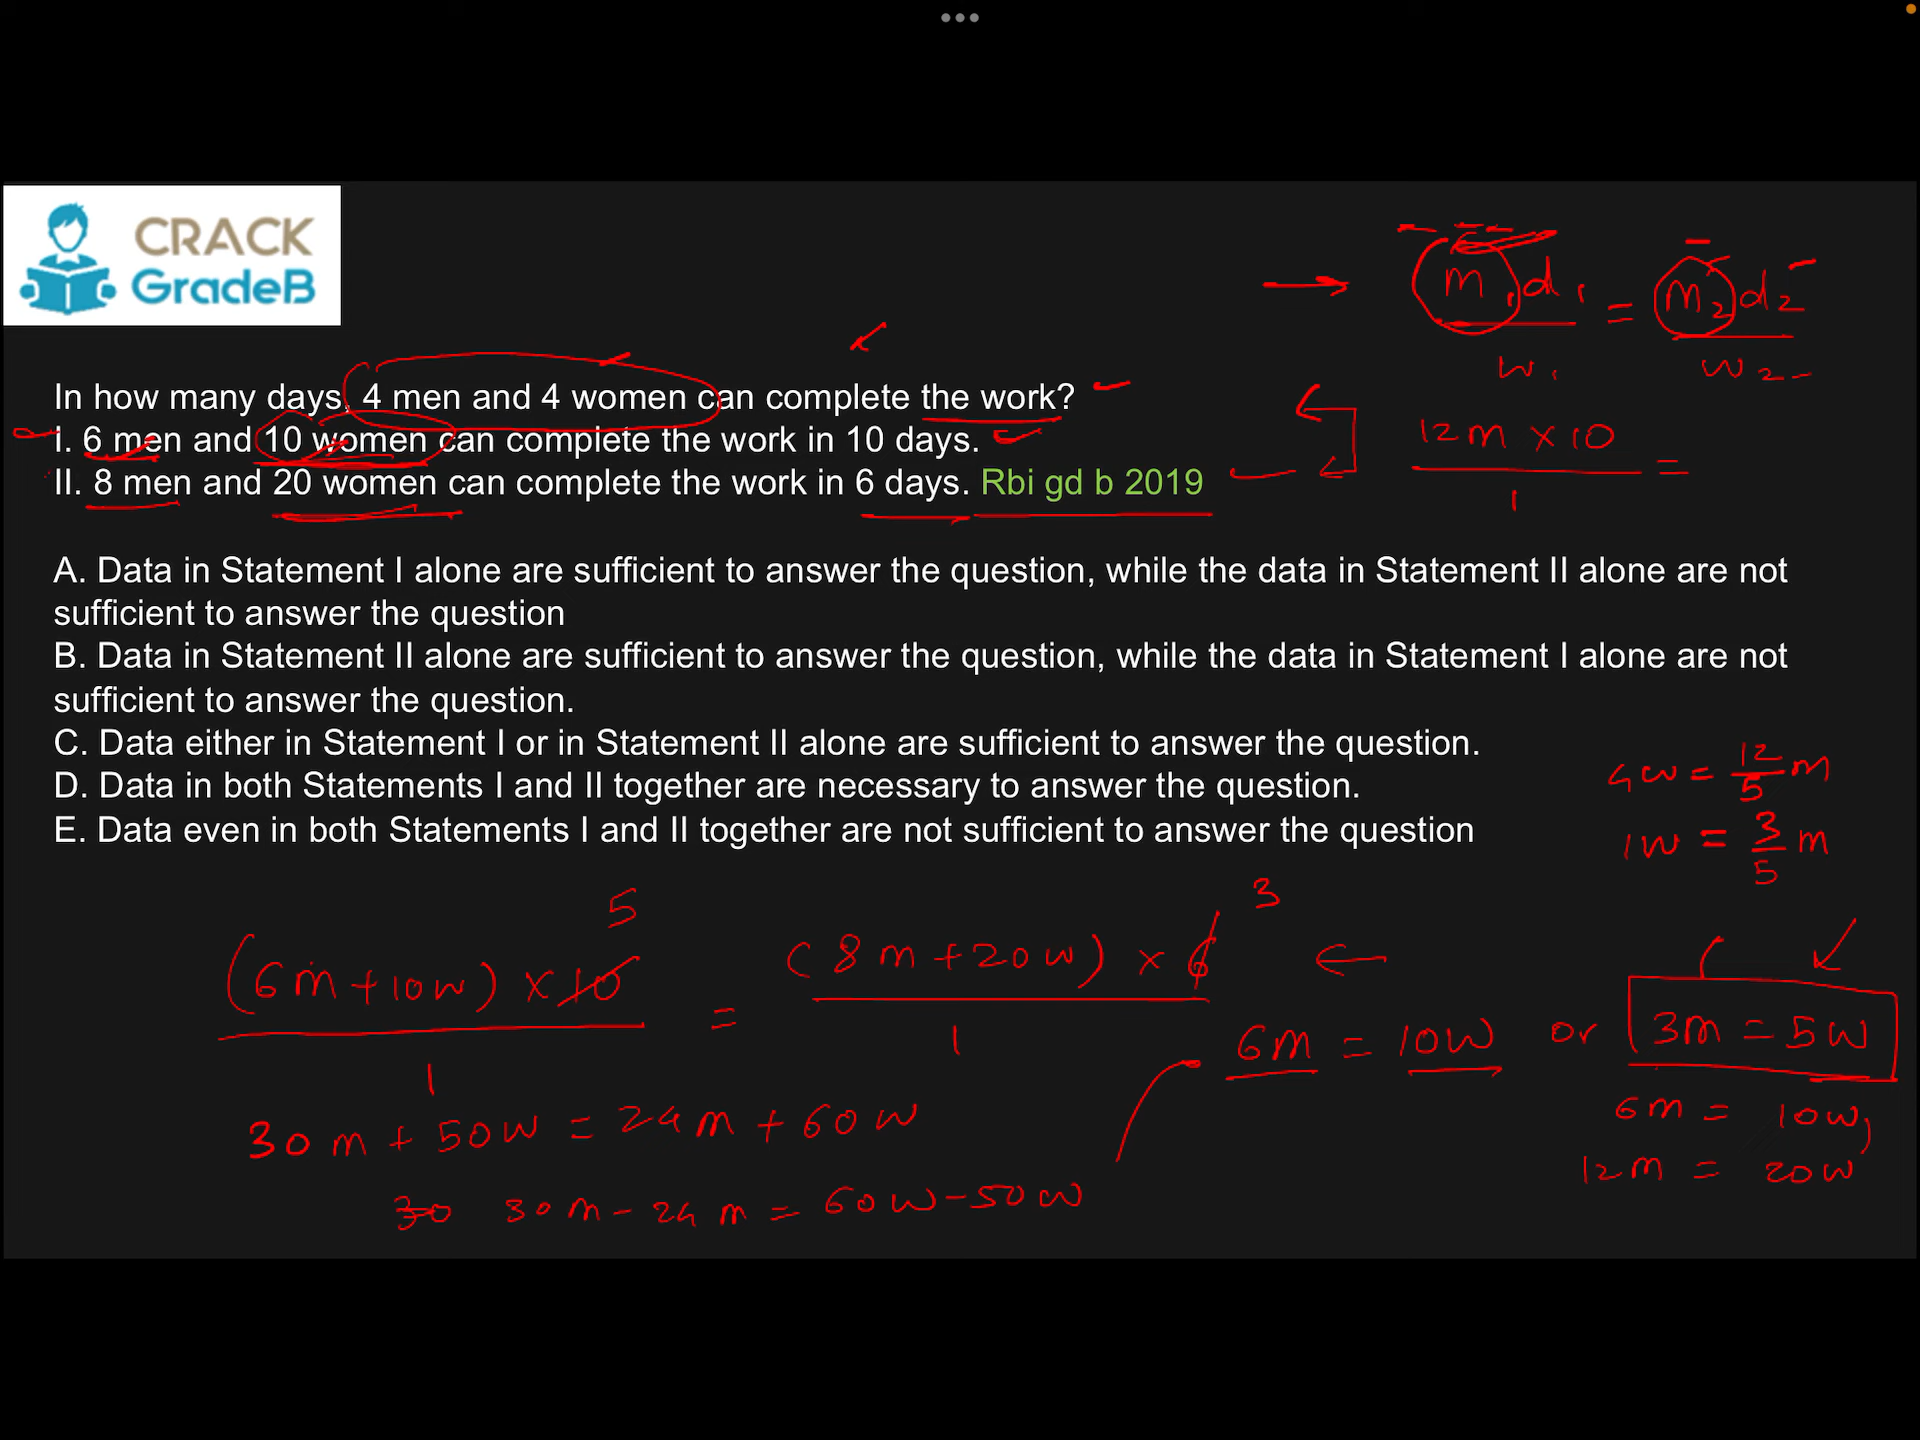 CRACK
GradeB
m₁d₁ = m₂d₂
w₁ w₂
In how many days, 4 men and 4 women can complete the work?
I. 6 men and 10 women can complete the work in 10 days.
II. 8 men and 20 women can complete the work in 6 days. Rbi gd b 2019
12m x 10 =
1
A. Data in Statement I alone are sufficient to answer the question, while the data in Statement II alone are not
sufficient to answer the question
B. Data in Statement II alone are sufficient to answer the question, while the data in Statement I alone are not
sufficient to answer the question.
C. Data either in Statement I or in Statement II alone are sufficient to answer the question.
D. Data in both Statements I and II together are necessary to answer the question.
E. Data even in both Statements I and II together are not sufficient to answer the question
4w = 12/5 m
1w = 3/5 m
5 3
(6m+10w) x 10 = (8m+20w) x 6
1 1
6m = 10w or 3m = 5w
30m + 50w = 24m + 60w
6m = 10w,
12m = 20w
30 30m - 24m = 60w - 50w